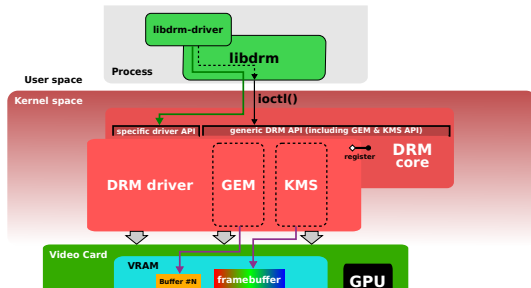 libdrm-driver
libdrm
Process
User space
Kernel space
ioctl()
specific driver API
generic DRM API (including GEM & KMS API)
register
DRM
core
DRM driver
GEM
KMS
Video Card
VRAM
Buffer #N
framebuffer
GPU